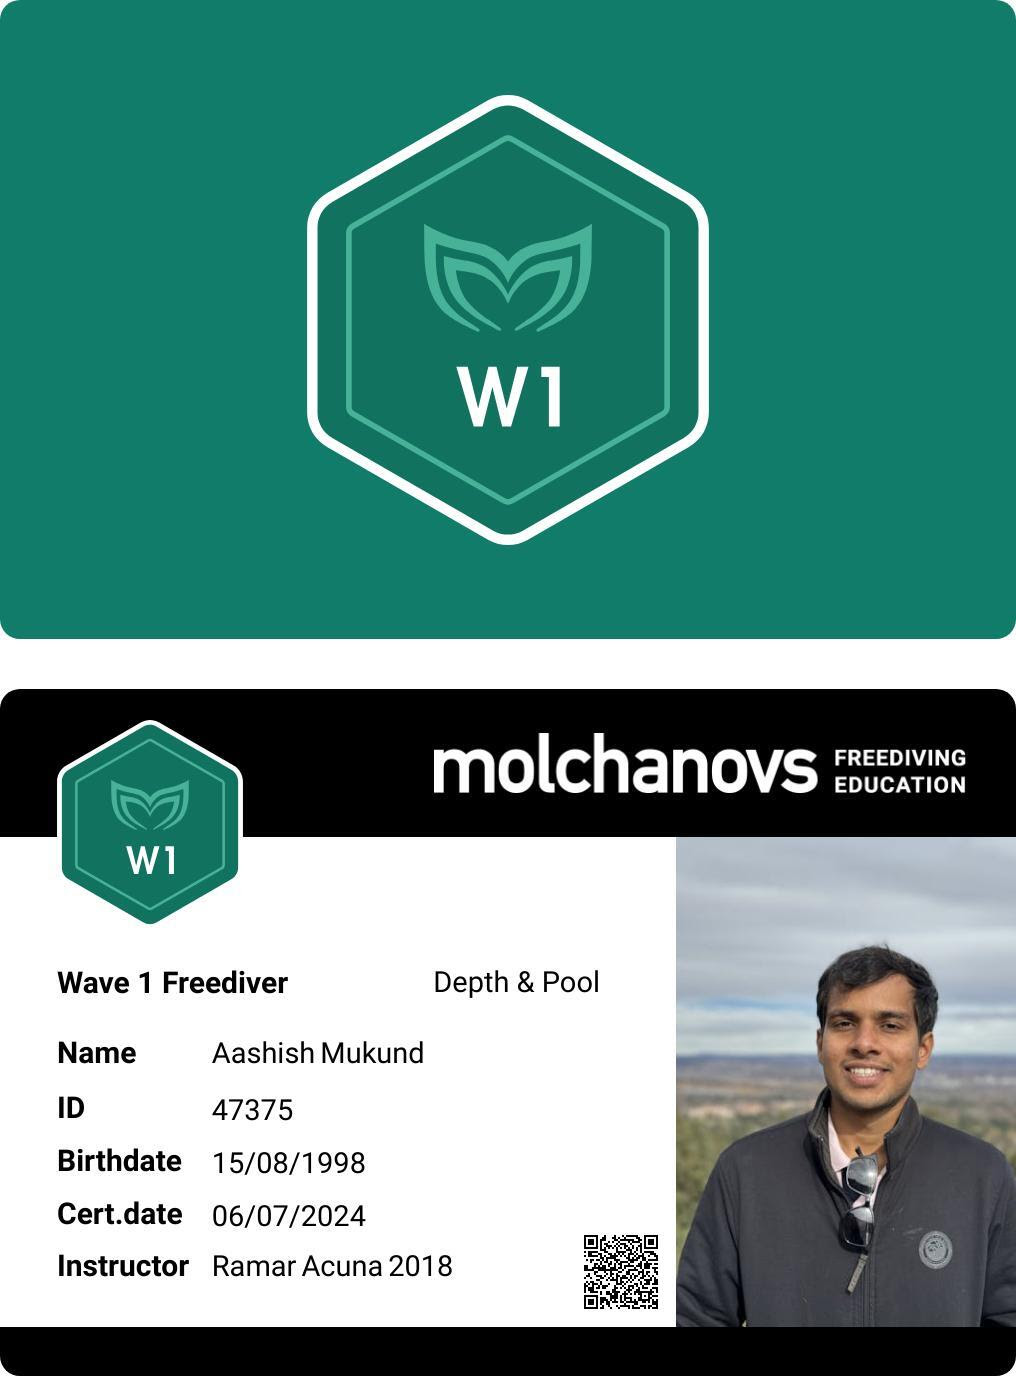 W1
molchanovs FREEDIVING
EDUCATION
W1
Wave 1 Freediver Depth & Pool
Name Aashish Mukund
ID 47375
Birthdate 15/08/1998
Cert.date 06/07/2024
Instructor Ramar Acuna 2018